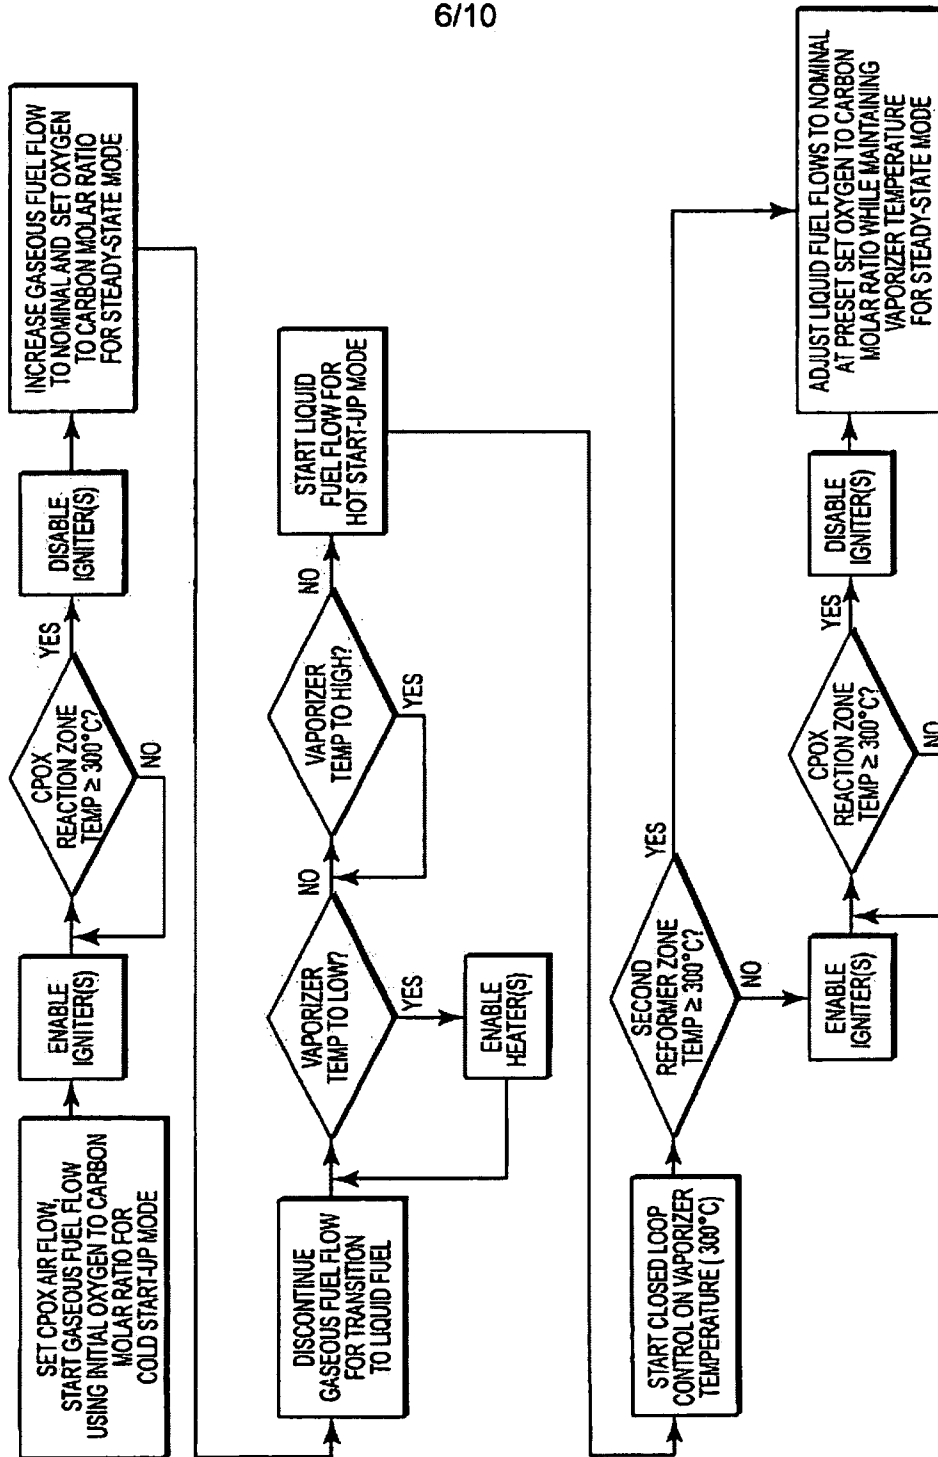 6/10
SET CPOX AIR FLOW,
START GASEOUS FUEL FLOW
USING INITIAL OXYGEN TO CARBON
MOLAR RATIO FOR
COLD START-UP MODE
ENABLE
IGNITER(S)
CPOX
REACTION ZONE
TEMP ≥ 300°C?
NO
YES
DISABLE
IGNITER(S)
INCREASE GASEOUS FUEL FLOW
TO NOMINAL AND SET OXYGEN
TO CARBON MOLAR RATIO
FOR STEADY-STATE MODE
DISCONTINUE
GASEOUS FUEL FLOW
FOR TRANSITION
TO LIQUID FUEL
VAPORIZER
TEMP TO LOW?
YES
ENABLE
HEATER(S)
NO
VAPORIZER
TEMP TO HIGH?
YES
NO
START LIQUID
FUEL FLOW FOR
HOT START-UP MODE
START CLOSED LOOP
CONTROL ON VAPORIZER
TEMPERATURE ( 300°C)
SECOND
REFORMER ZONE
TEMP ≥ 300°C?
YES
NO
ENABLE
IGNITER(S)
CPOX
REACTION ZONE
TEMP ≥ 300°C?
NO
YES
DISABLE
IGNITER(S)
ADJUST LIQUID FUEL FLOWS TO NOMINAL
AT PRESET SET OXYGEN TO CARBON
MOLAR RATIO WHILE MAINTAINING
VAPORIZER TEMPERATURE
FOR STEADY-STATE MODE